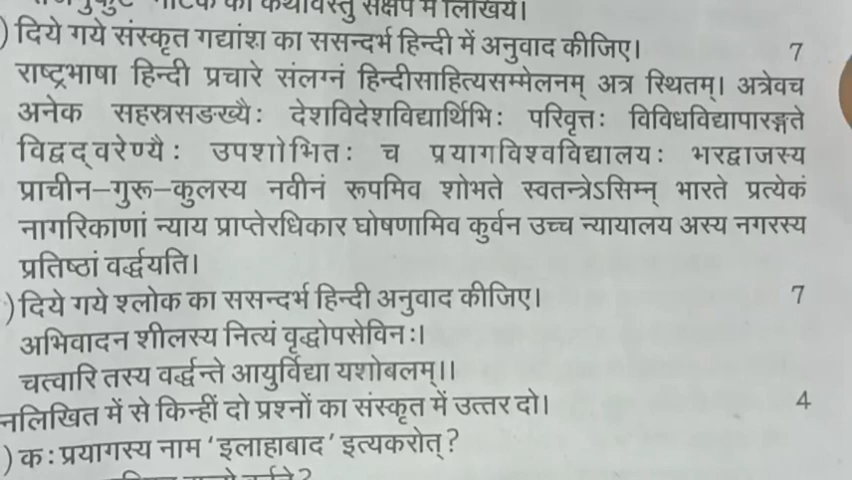 नाटक की कथावस्तु संक्षेप में लिखिये।
) दिये गये संस्कृत गद्यांश का ससन्दर्भ हिन्दी में अनुवाद कीजिए। 7
राष्ट्रभाषा हिन्दी प्रचारे संलग्नं हिन्दीसाहित्यसम्मेलनम् अत्र स्थितम्। अत्रेवच
अनेक सहस्रसङख्यैः देशविदेशविद्यार्थिभिः परिवृत्तः विविधविद्यापारङ्गते
विद्वद्वरेण्यैः उपशोभितः च प्रयागविश्वविद्यालयः भरद्वाजस्य
प्राचीन–गुरू–कुलस्य नवीनं रूपमिव शोभते स्वतन्त्रेऽसिम्न् भारते प्रत्येकं
नागरिकाणां न्याय प्राप्तेरधिकार घोषणामिव कुर्वन उच्च न्यायालय अस्य नगरस्य
प्रतिष्ठां वर्द्धयति।
) दिये गये श्लोक का ससन्दर्भ हिन्दी अनुवाद कीजिए। 7
अभिवादन शीलस्य नित्यं वृद्धोपसेविनः।
चत्वारि तस्य वर्द्धन्ते आयुर्विद्या यशोबलम्।।
नलिखित में से किन्हीं दो प्रश्नों का संस्कृत में उत्तर दो। 4
) कः प्रयागस्य नाम 'इलाहाबाद' इत्यकरोत्?